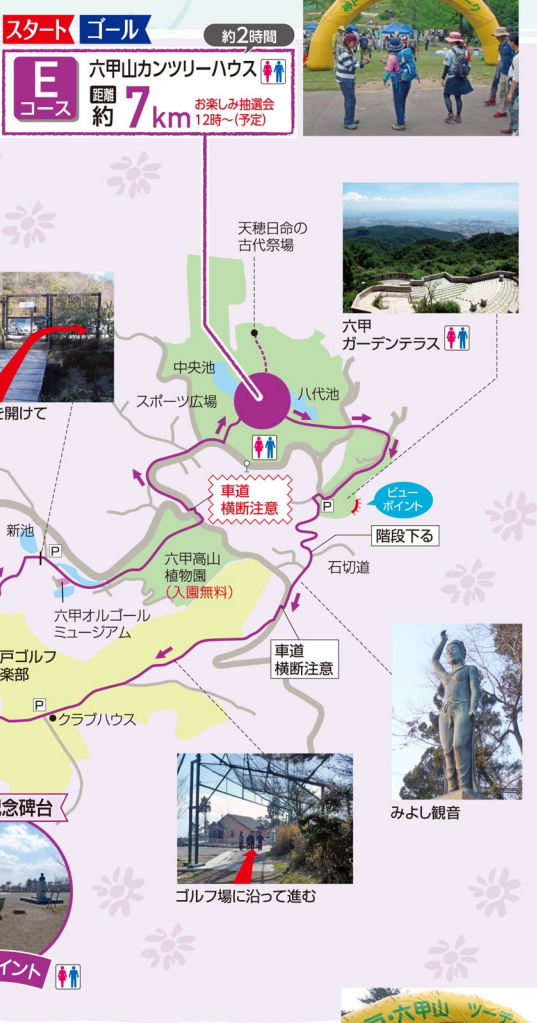 スタート
ゴール
約2時間
E
コース
六甲山カンツリーハウス
距離
約
7km
お楽しみ抽選会
12時～(予定)
天穂日命の
古代祭場
六甲
ガーデンテラス
中央池
スポーツ広場
八代池
を開けて
車道
横断注意
P
ビュー
ポイント
階段下る
新池
P
六甲高山
植物園
(入園無料)
石切道
六甲オルゴール
ミュージアム
戸ゴルフ
楽部
車道
横断注意
P
クラブハウス
みよし観音
念碑台
ゴルフ場に沿って進む
イント
戸・六甲山 ツーデ